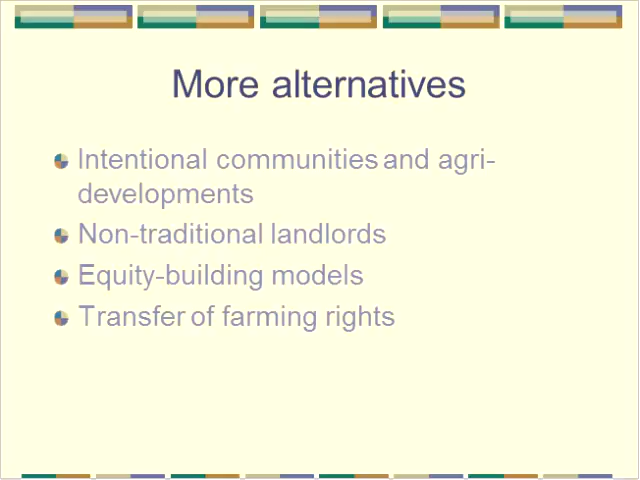 More alternatives
Intentional communities and agri-
developments
Non-traditional landlords
Equity-building models
Transfer of farming rights